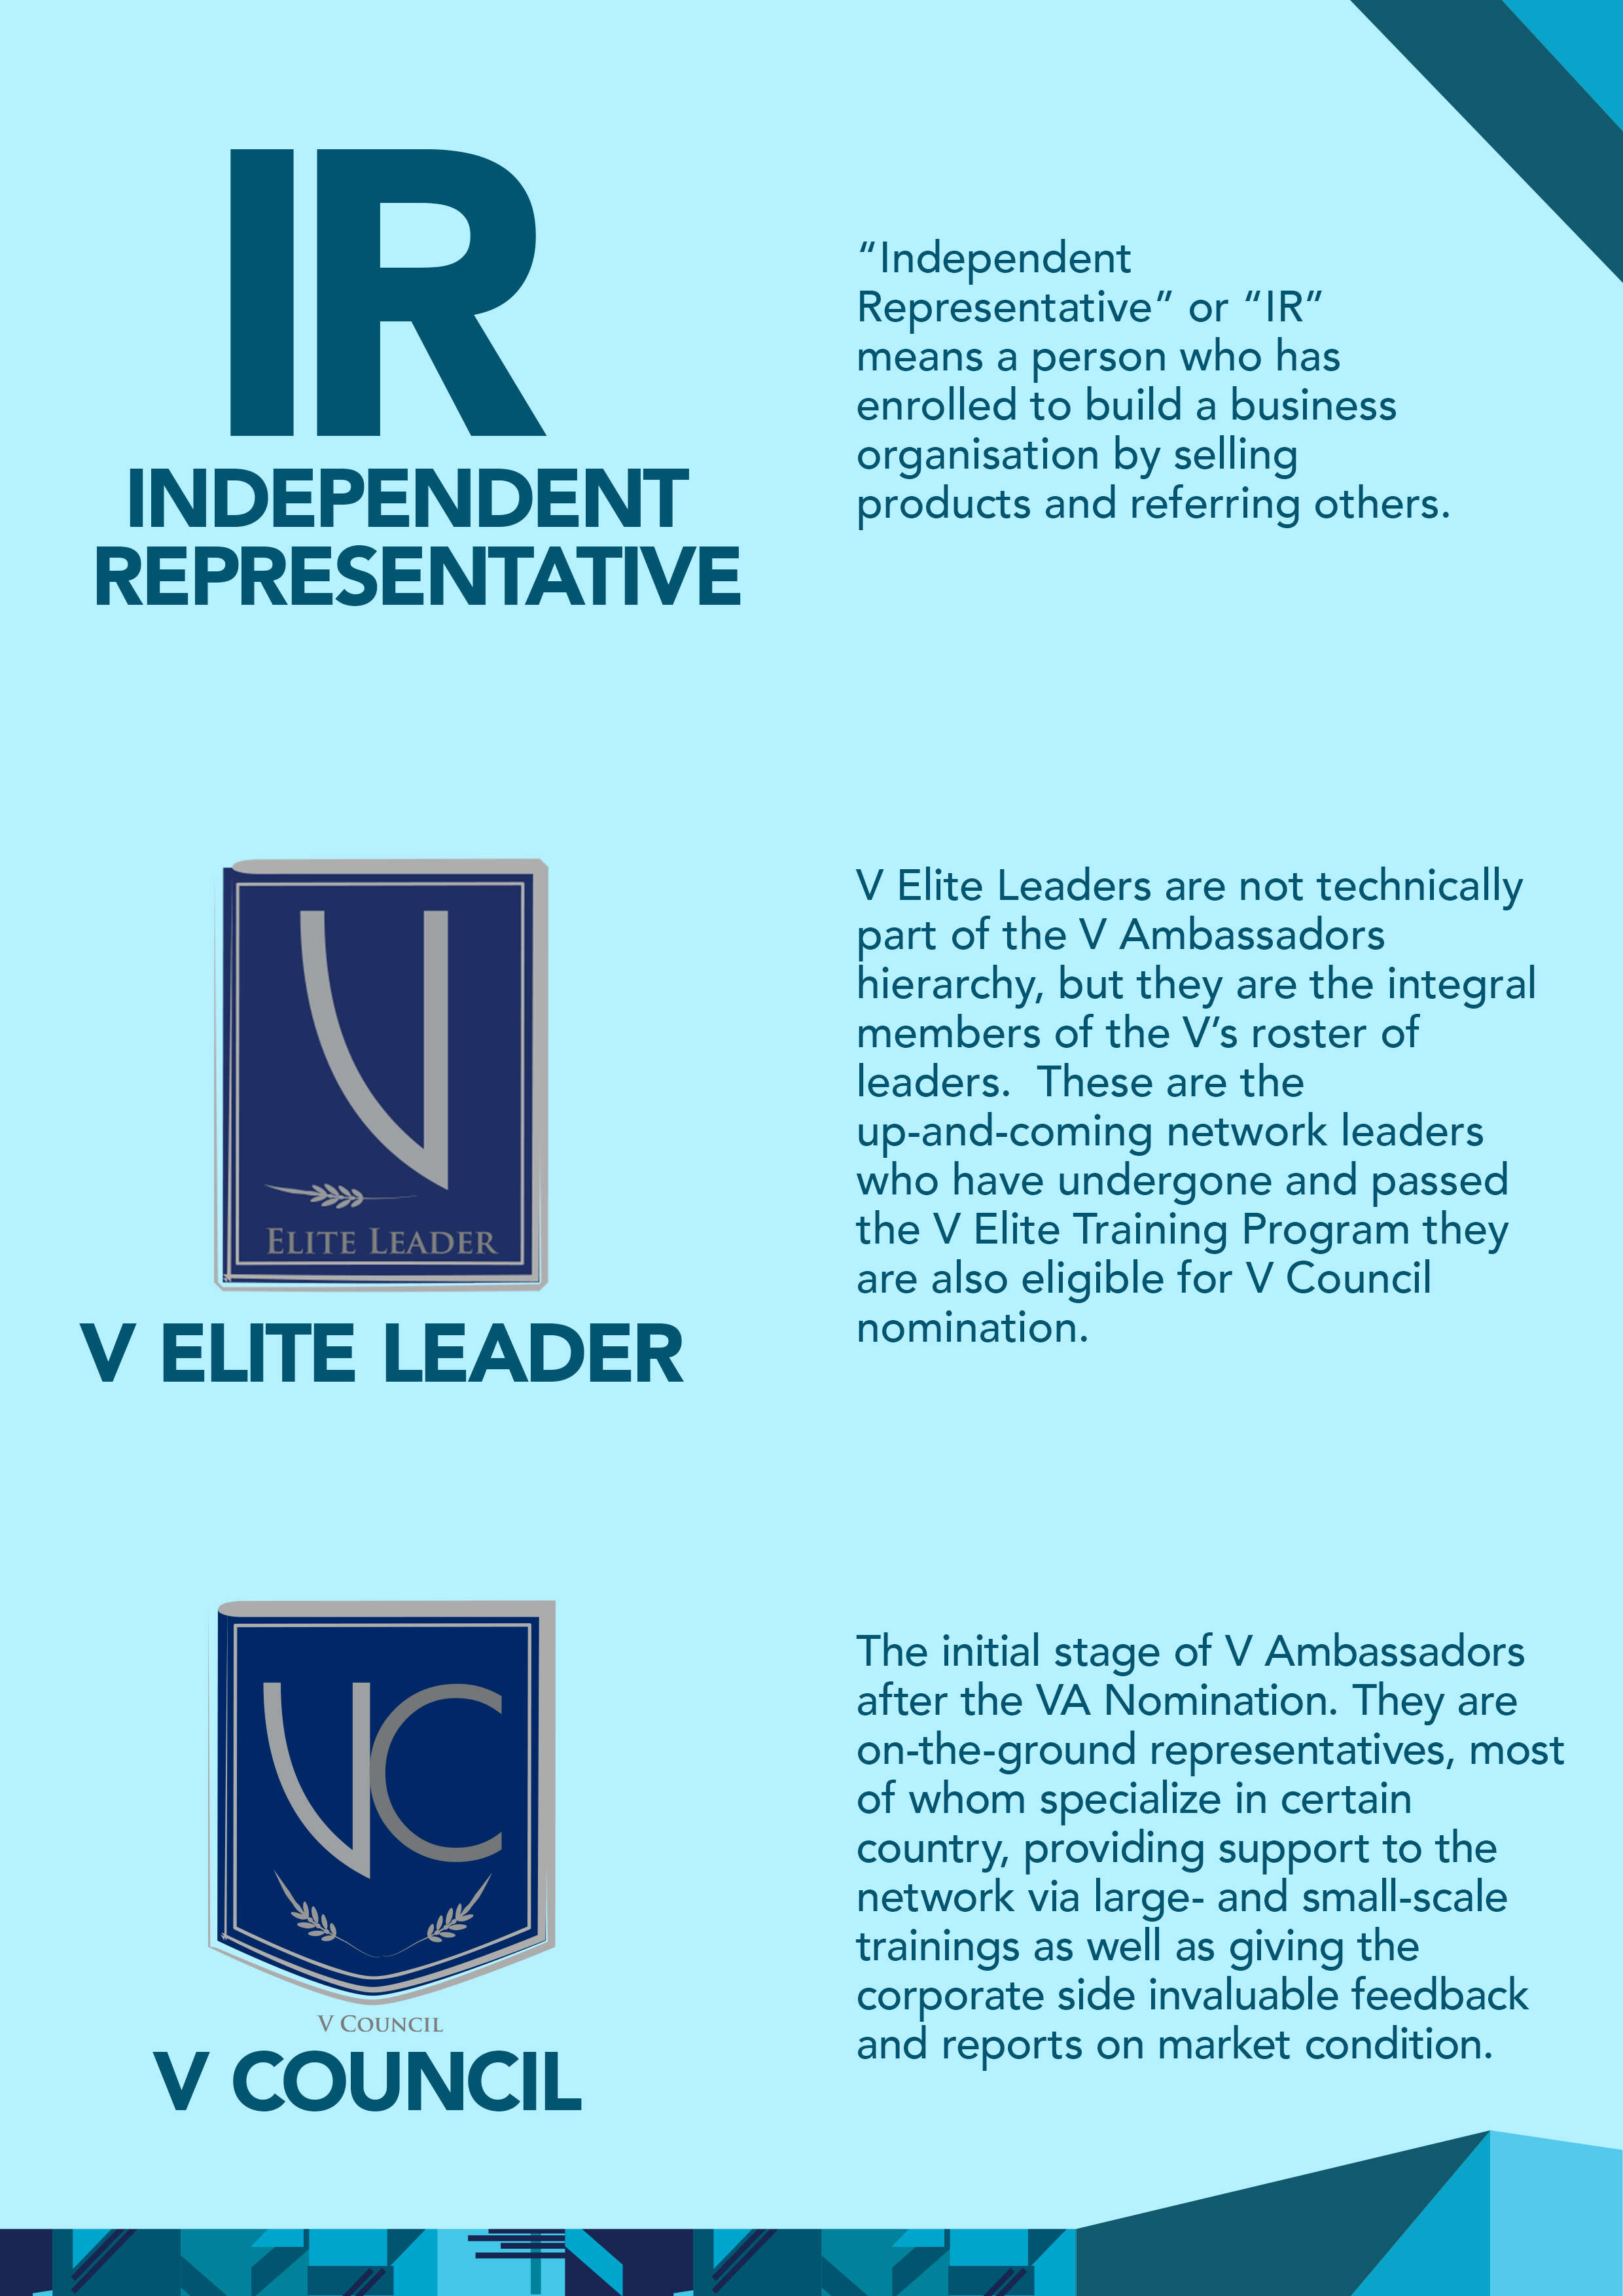 IR
INDEPENDENT
REPRESENTATIVE
“Independent
Representative” or “IR”
means a person who has
enrolled to build a business
organisation by selling
products and referring others.
V
ELITE LEADER
V ELITE LEADER
V Elite Leaders are not technically
part of the V Ambassadors
hierarchy, but they are the integral
members of the V’s roster of
leaders.  These are the
up-and-coming network leaders
who have undergone and passed
the V Elite Training Program they
are also eligible for V Council
nomination.
VC
V COUNCIL
V COUNCIL
The initial stage of V Ambassadors
after the VA Nomination. They are
on-the-ground representatives, most
of whom specialize in certain
country, providing support to the
network via large- and small-scale
trainings as well as giving the
corporate side invaluable feedback
and reports on market condition.